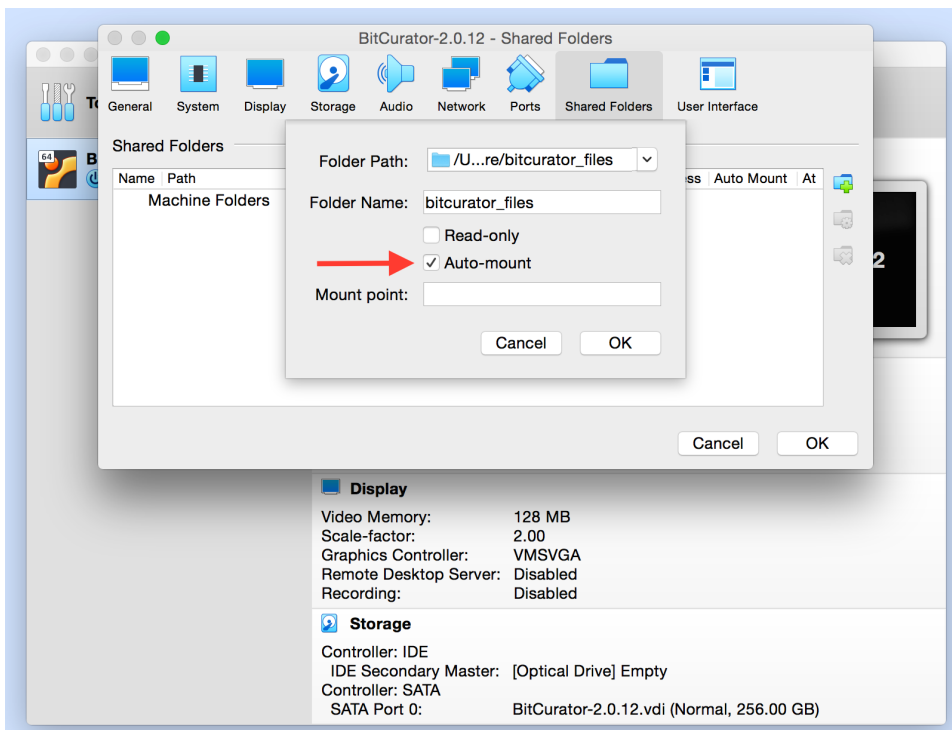 BitCurator-2.0.12 - Shared Folders
General System Display Storage Audio Network Ports Shared Folders User Interface
Shared Folders
Folder Path: /U...re/bitcurator_files
Name Path
ss Auto Mount At
Machine Folders
Folder Name: bitcurator_files
Read-only
Auto-mount
Mount point:
Cancel OK
Cancel OK
64
B
To
2
Display
Video Memory: 128 MB
Scale-factor: 2.00
Graphics Controller: VMSVGA
Remote Desktop Server: Disabled
Recording: Disabled
Storage
Controller: IDE
IDE Secondary Master: [Optical Drive] Empty
Controller: SATA
SATA Port 0: BitCurator-2.0.12.vdi (Normal, 256.00 GB)